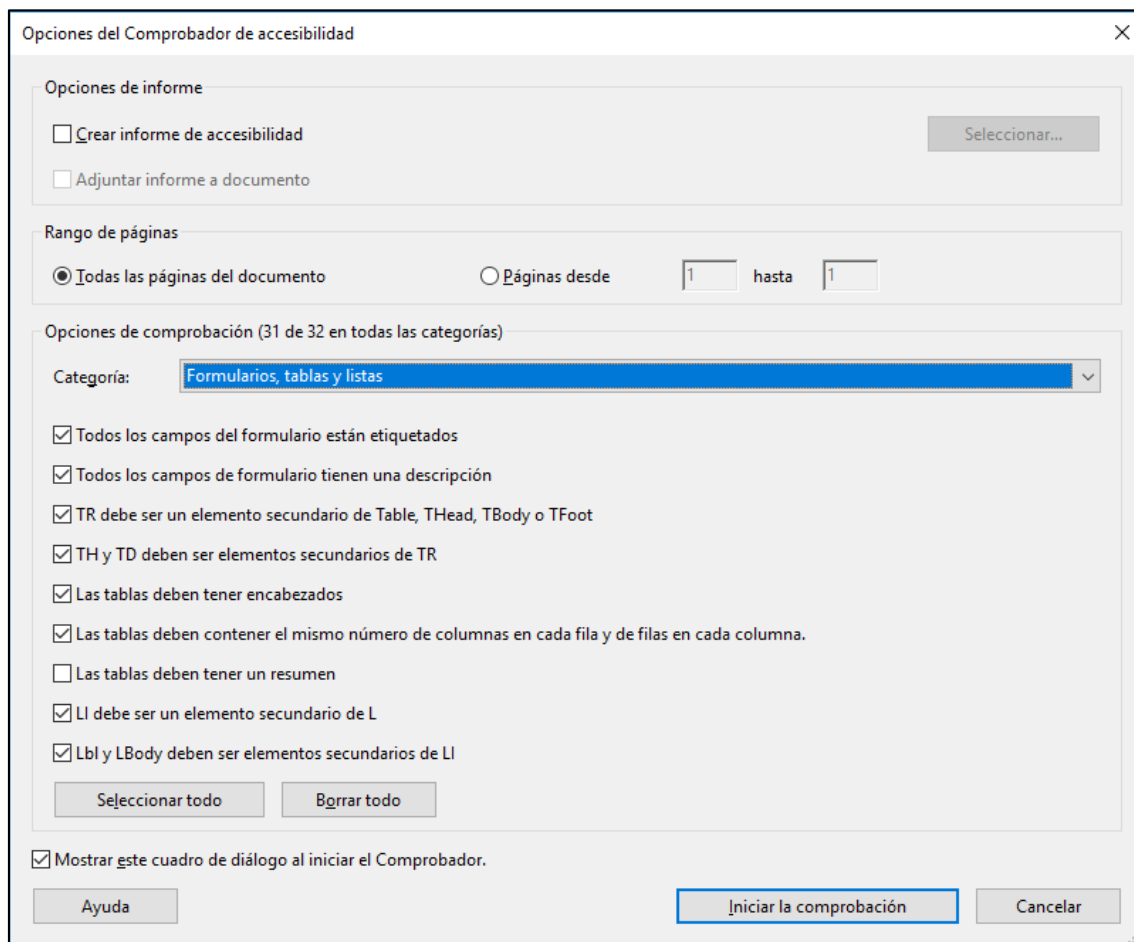 Opciones del Comprobador de accesibilidad
Opciones de informe
Crear informe de accesibilidad
Seleccionar...
Adjuntar informe a documento
Rango de páginas
Todas las páginas del documento
Páginas desde
1
hasta
1
Opciones de comprobación (31 de 32 en todas las categorías)
Categoría:
Formularios, tablas y listas
Todos los campos del formulario están etiquetados
Todos los campos de formulario tienen una descripción
TR debe ser un elemento secundario de Table, THead, TBody o TFoot
TH y TD deben ser elementos secundarios de TR
Las tablas deben tener encabezados
Las tablas deben contener el mismo número de columnas en cada fila y de filas en cada columna.
Las tablas deben tener un resumen
LI debe ser un elemento secundario de L
Lbl y LBody deben ser elementos secundarios de LI
Seleccionar todo
Borrar todo
Mostrar este cuadro de diálogo al iniciar el Comprobador.
Ayuda
Iniciar la comprobación
Cancelar